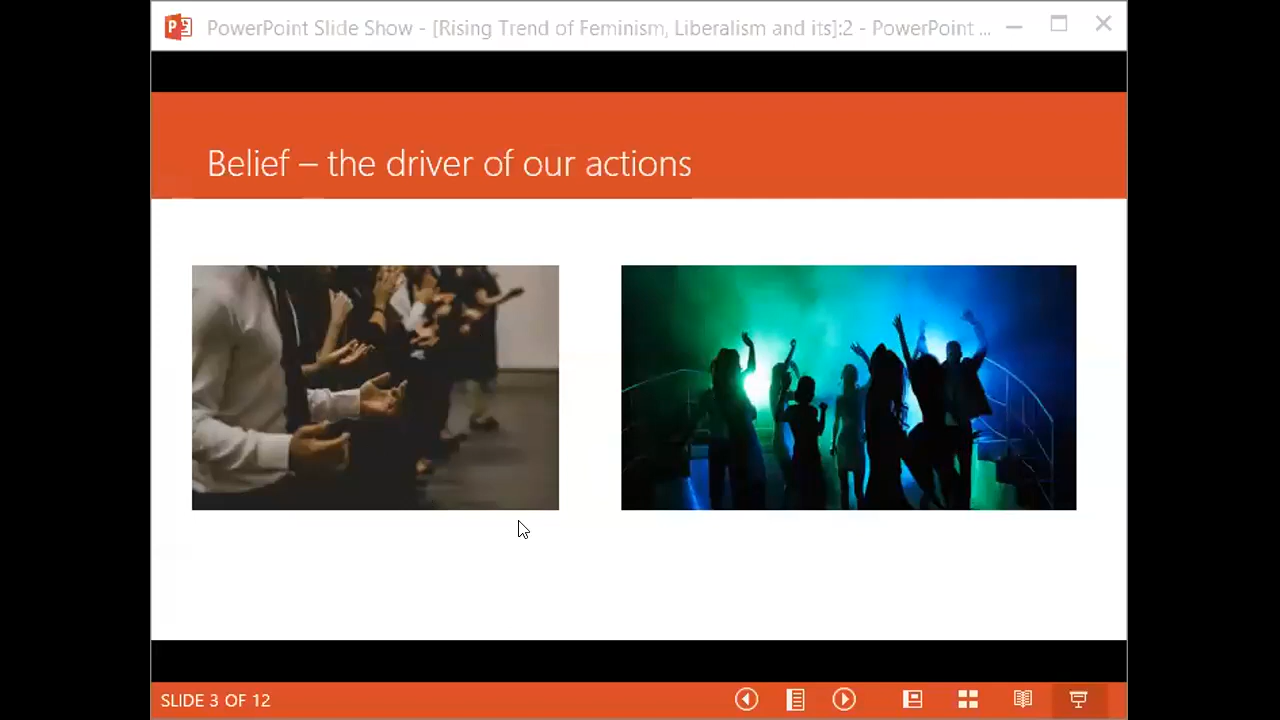 PowerPoint Slide Show - [Rising Trend of Feminism, Liberalism and its]:2 - PowerPoint ...
Belief – the driver of our actions
SLIDE 3 OF 12